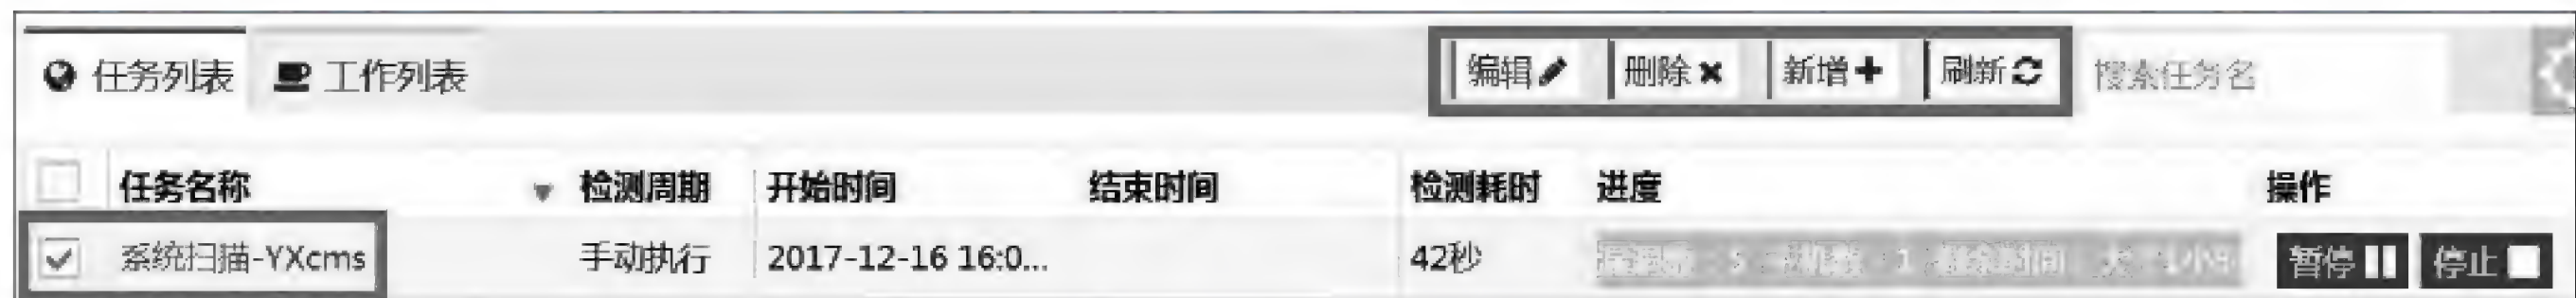 任务列表 工作列表 编辑 删除 新增 刷新 搜索任务名
任务名称 检测周期 开始时间 结束时间 检测耗时 进度 操作
系统扫描-YXcms 手动执行 2017-12-16 16:0... 42秒 暂停 停止